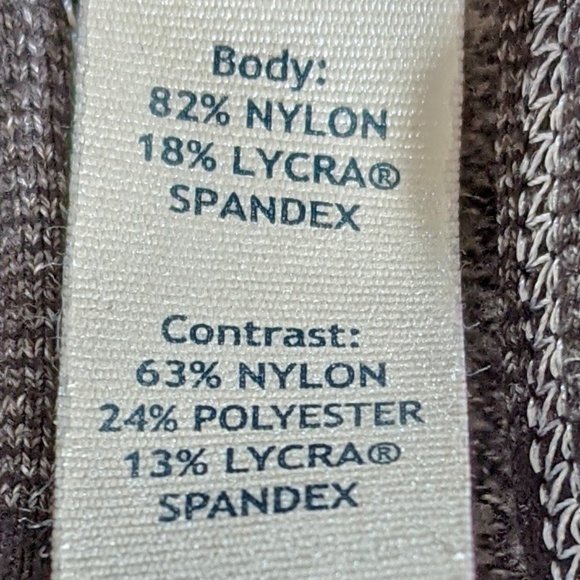 Body:
82% NYLON
18% LYCRA®
SPANDEX
Contrast:
63% NYLON
24% POLYESTER
13% LYCRA®
SPANDEX